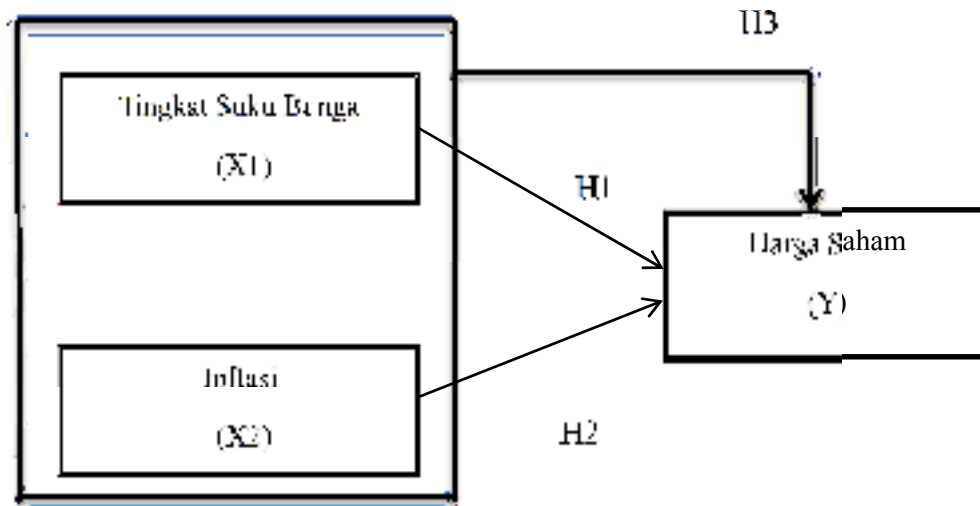 H3
Tingkat Suku Bunga
(X1)
H1
Harga Saham
(Y)
Inflasi
(X2)
H2